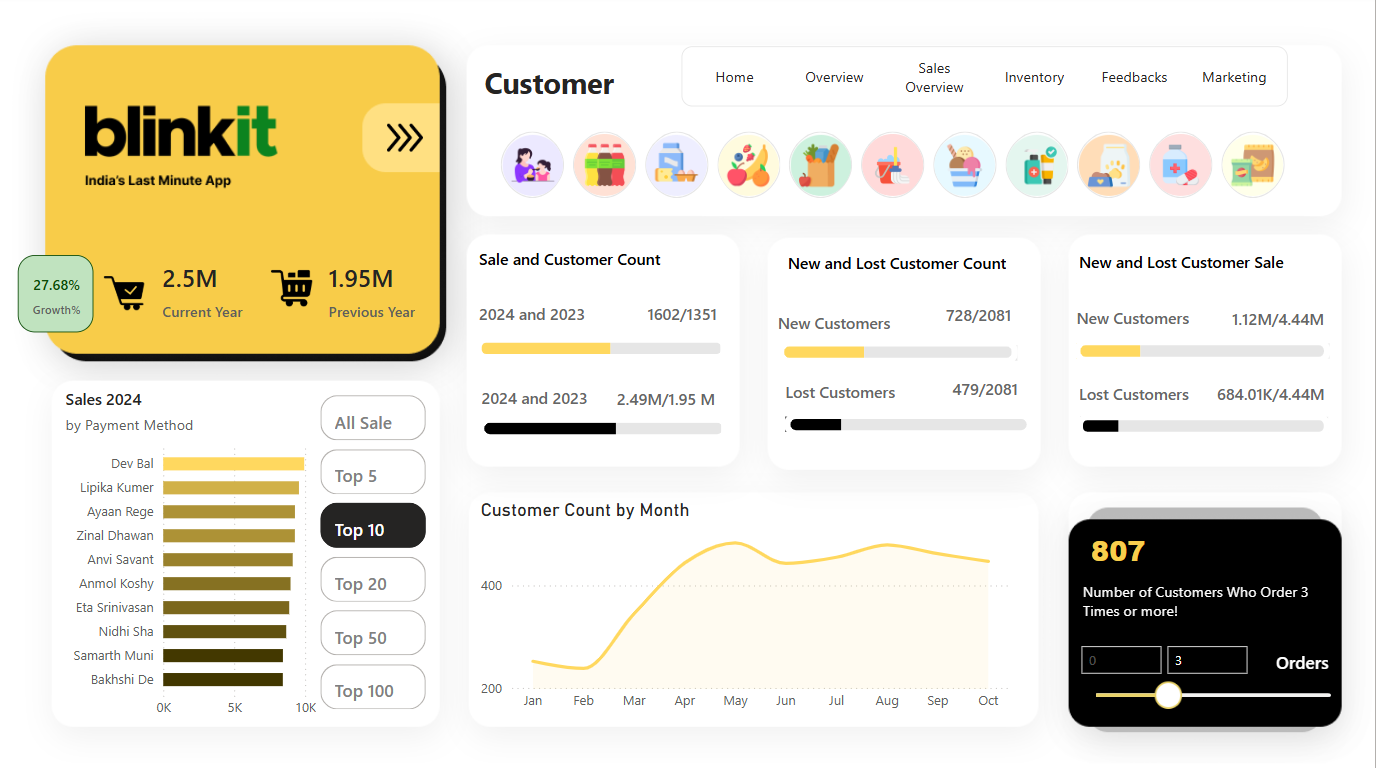 blinkit
India's Last Minute App
27.68%
Growth%
2.5M
Current Year
1.95M
Previous Year
Customer
Home
Overview
Sales
Overview
Inventory
Feedbacks
Marketing
Sale and Customer Count
2024 and 2023 1602/1351
2024 and 2023 2.49M/1.95 M
New and Lost Customer Count
New Customers 728/2081
Lost Customers 479/2081
New and Lost Customer Sale
New Customers 1.12M/4.44M
Lost Customers 684.01K/4.44M
Sales 2024
by Payment Method
Dev Bal
Lipika Kumer
Ayaan Rege
Zinal Dhawan
Anvi Savant
Anmol Koshy
Eta Srinivasan
Nidhi Sha
Samarth Muni
Bakhshi De
0K 5K 10K
All Sale
Top 5
Top 10
Top 20
Top 50
Top 100
Customer Count by Month
400
200
Jan Feb Mar Apr May Jun Jul Aug Sep Oct
807
Number of Customers Who Order 3
Times or more!
0 3 Orders